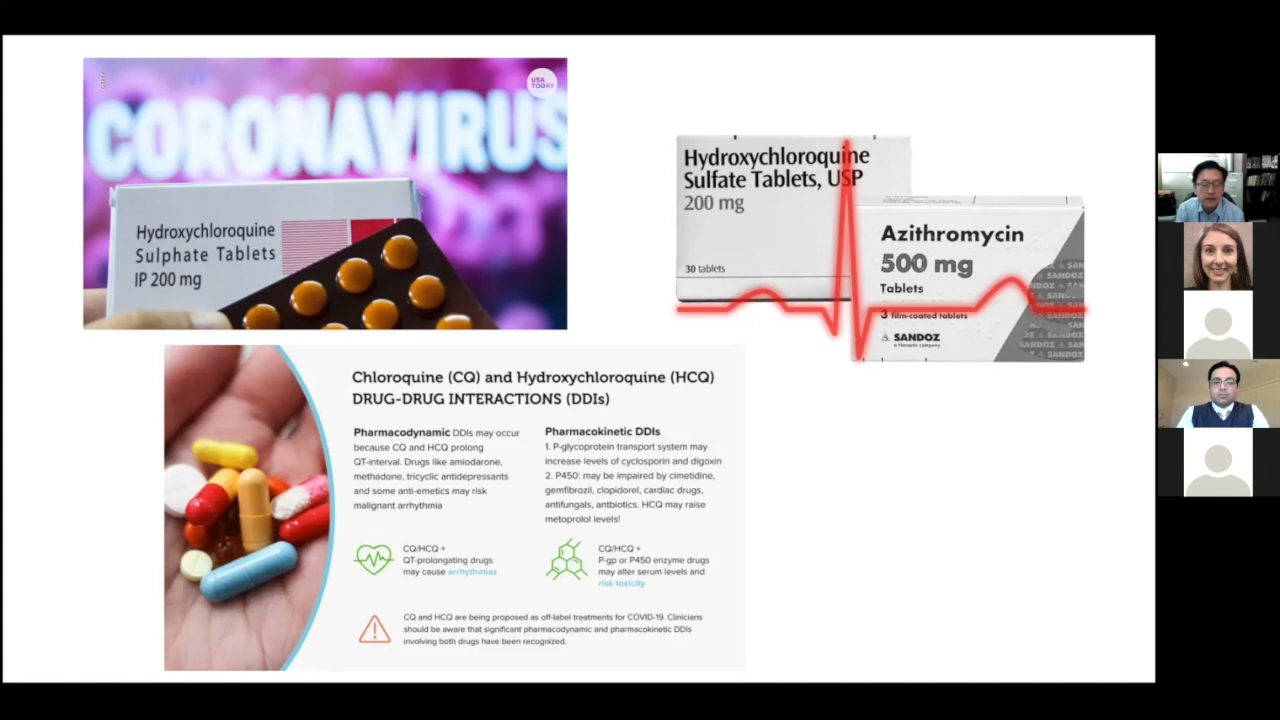 USA
TODAY
CORONAVIRUS
Hydroxychloroquine
Sulphate Tablets
IP 200 mg
Hydroxychloroquine
Sulfate Tablets, USP
200 mg
30 tablets
Azithromycin
500 mg
Tablets
3 film-coated tablets
SANDOZ
a Novartis company
Chloroquine (CQ) and Hydroxychloroquine (HCQ)
DRUG-DRUG INTERACTIONS (DDIs)
Pharmacodynamic DDIs may occur
because CQ and HCQ prolong
QT-interval. Drugs like amiodarone,
methadone, tricyclic antidepressants
and some anti-emetics may risk
malignant arrhythmia
Pharmacokinetic DDIs
1. P-glycoprotein transport system may
increase levels of cyclosporin and digoxin
2. P450: may be impaired by cimetidine,
gemfibrozil, clopidorel, cardiac drugs,
antifungals, antbiotics. HCQ may raise
metoprolol levels!
CQ/HCQ +
QT-prolongating drugs
may cause arrhythmias
CQ/HCQ +
P-gp or P450 enzyme drugs
may alter serum levels and
risk toxicity
CQ and HCQ are being proposed as off-label treatments for COVID-19. Clinicians
should be aware that significant pharmacodynamic and pharmacokinetic DDIs
involving both drugs have been recognized.